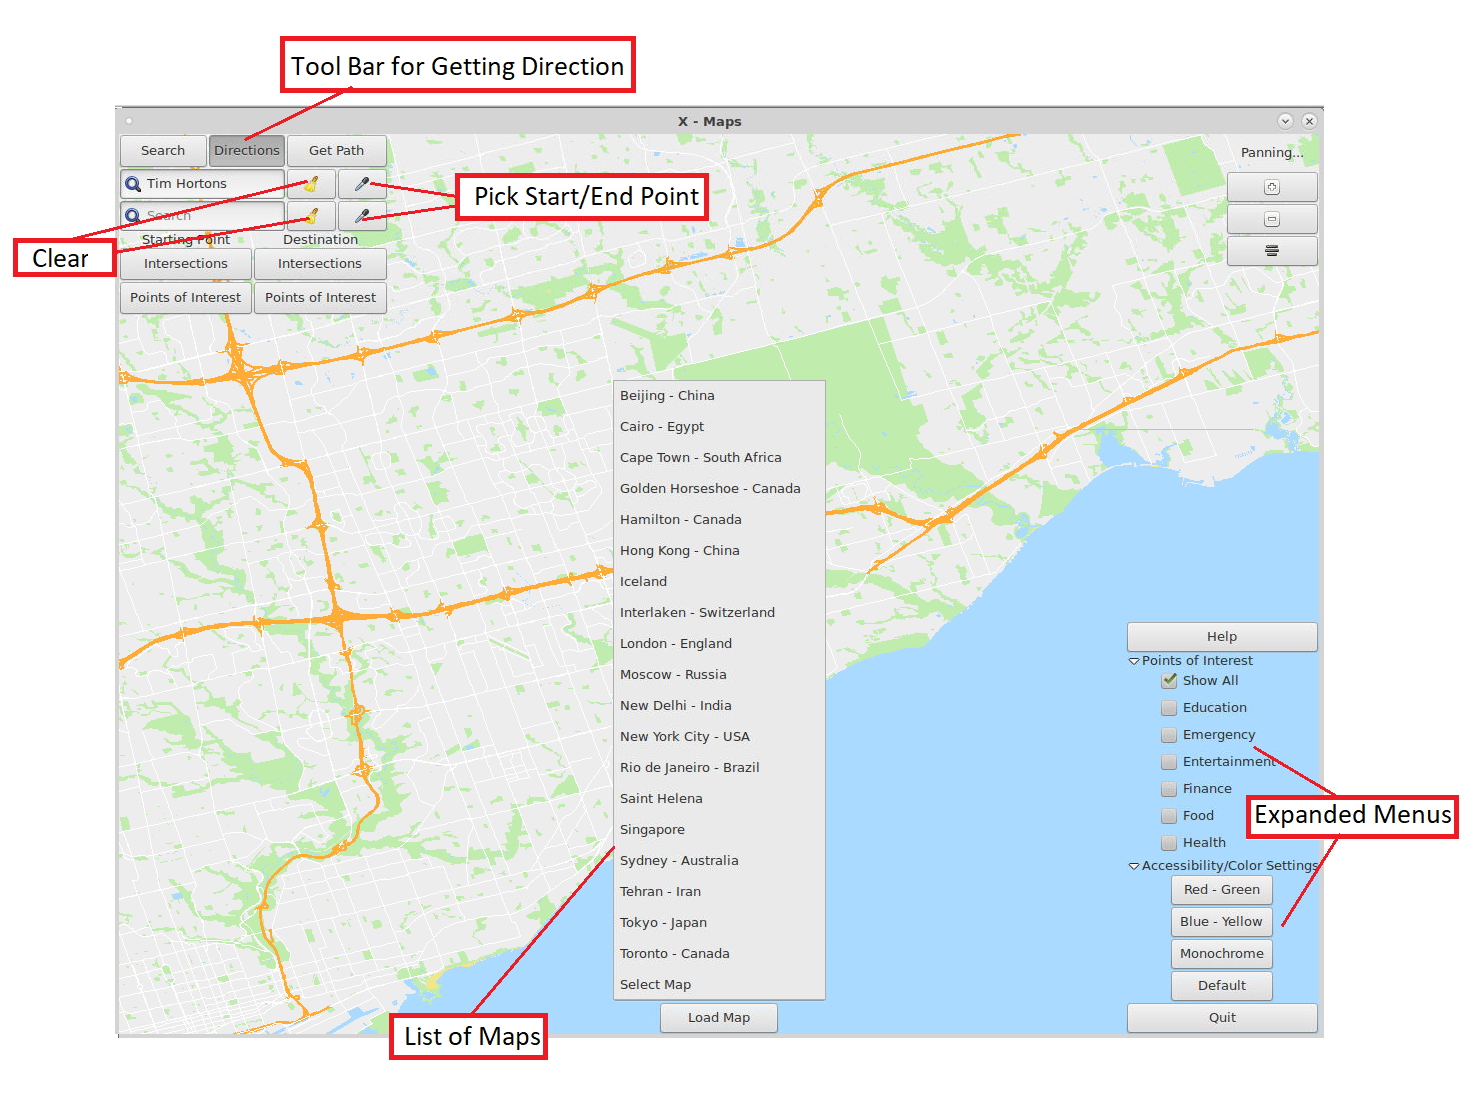 Tool Bar for Getting Direction
X - Maps
Search
Directions
Get Path
Panning...
Tim Hortons
Pick Start/End Point
Search
Clear
Starting Point
Destination
Intersections
Intersections
Points of Interest
Points of Interest
Beijing - China
Cairo - Egypt
Cape Town - South Africa
Golden Horseshoe - Canada
Hamilton - Canada
Hong Kong - China
Iceland
Interlaken - Switzerland
London - England
Moscow - Russia
New Delhi - India
New York City - USA
Rio de Janeiro - Brazil
Saint Helena
Singapore
Sydney - Australia
Tehran - Iran
Tokyo - Japan
Toronto - Canada
Select Map
Load Map
List of Maps
Help
Points of Interest
Show All
Education
Emergency
Entertainment
Finance
Food
Health
Expanded Menus
Accessibility/Color Settings
Red - Green
Blue - Yellow
Monochrome
Default
Quit